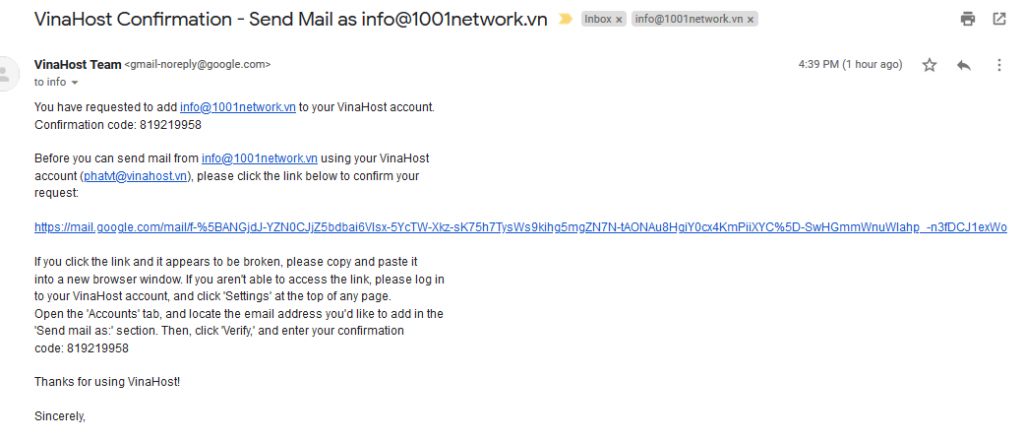 VinaHost Confirmation - Send Mail as info@1001network.vn Inbox x info@1001network.vn x
VinaHost Team <gmail-noreply@google.com> 4:39 PM (1 hour ago)
to info
You have requested to add info@1001network.vn to your VinaHost account.
Confirmation code: 819219958
Before you can send mail from info@1001network.vn using your VinaHost
account (phatvt@vinahost.vn), please click the link below to confirm your
request:
https://mail.google.com/mail/f-%5BANGjdJ-YZN0CJjZ5bdbai6Vlsx-5YcTW-Xkz-sK75h7TysWs9kihg5mgZN7N-tAONAu8HgiY0cx4KmPiiXYC%5D-SwHGmmWnuWlahp_-n3fDCJ1exWo
If you click the link and it appears to be broken, please copy and paste it
into a new browser window. If you aren't able to access the link, please log in
to your VinaHost account, and click 'Settings' at the top of any page.
Open the 'Accounts' tab, and locate the email address you'd like to add in the
'Send mail as:' section. Then, click 'Verify,' and enter your confirmation
code: 819219958
Thanks for using VinaHost!
Sincerely,